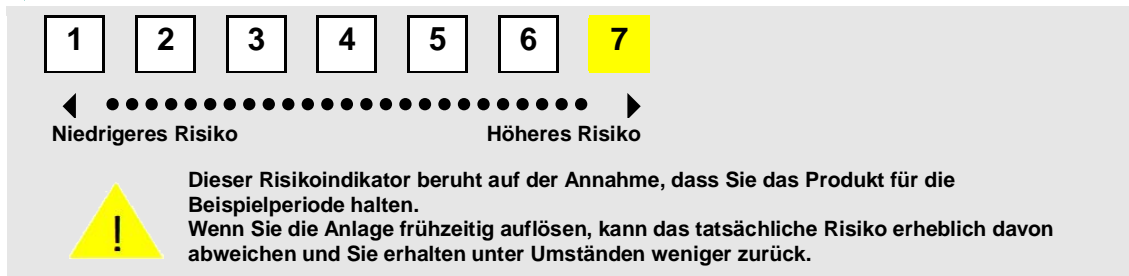 1 2 3 4 5 6 7
Niedrigeres Risiko Höheres Risiko
Dieser Risikoindikator beruht auf der Annahme, dass Sie das Produkt für die
Beispielperiode halten.
Wenn Sie die Anlage frühzeitig auflösen, kann das tatsächliche Risiko erheblich davon
abweichen und Sie erhalten unter Umständen weniger zurück.
!